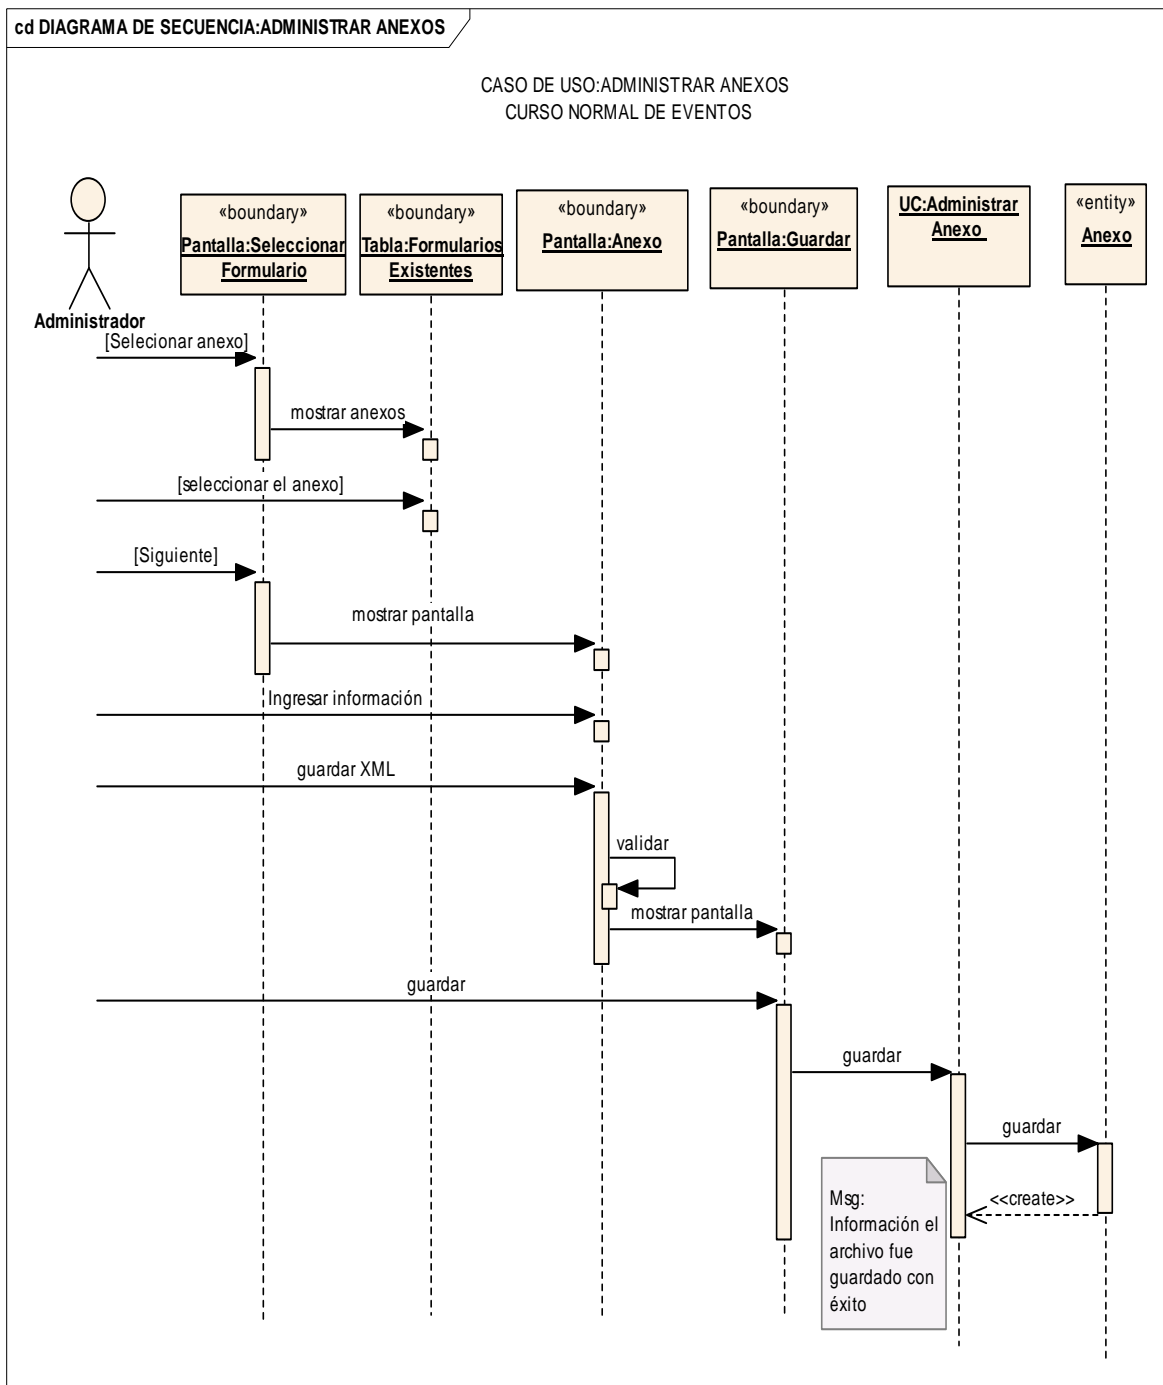 cd DIAGRAMA DE SECUENCIA:ADMINISTRAR ANEXOS
CASO DE USO:ADMINISTRAR ANEXOS
CURSO NORMAL DE EVENTOS
Administrador
«boundary»
Pantalla:Seleccionar
Formulario
«boundary»
Tabla:Formularios
Existentes
«boundary»
Pantalla:Anexo
«boundary»
Pantalla:Guardar
UC:Administrar
Anexo
«entity»
Anexo
[Selecionar anexo]
mostrar anexos
[seleccionar el anexo]
[Siguiente]
mostrar pantalla
Ingresar información
guardar XML
validar
mostrar pantalla
guardar
guardar
guardar
<<create>>
Msg:
Información el
archivo fue
guardado con
éxito